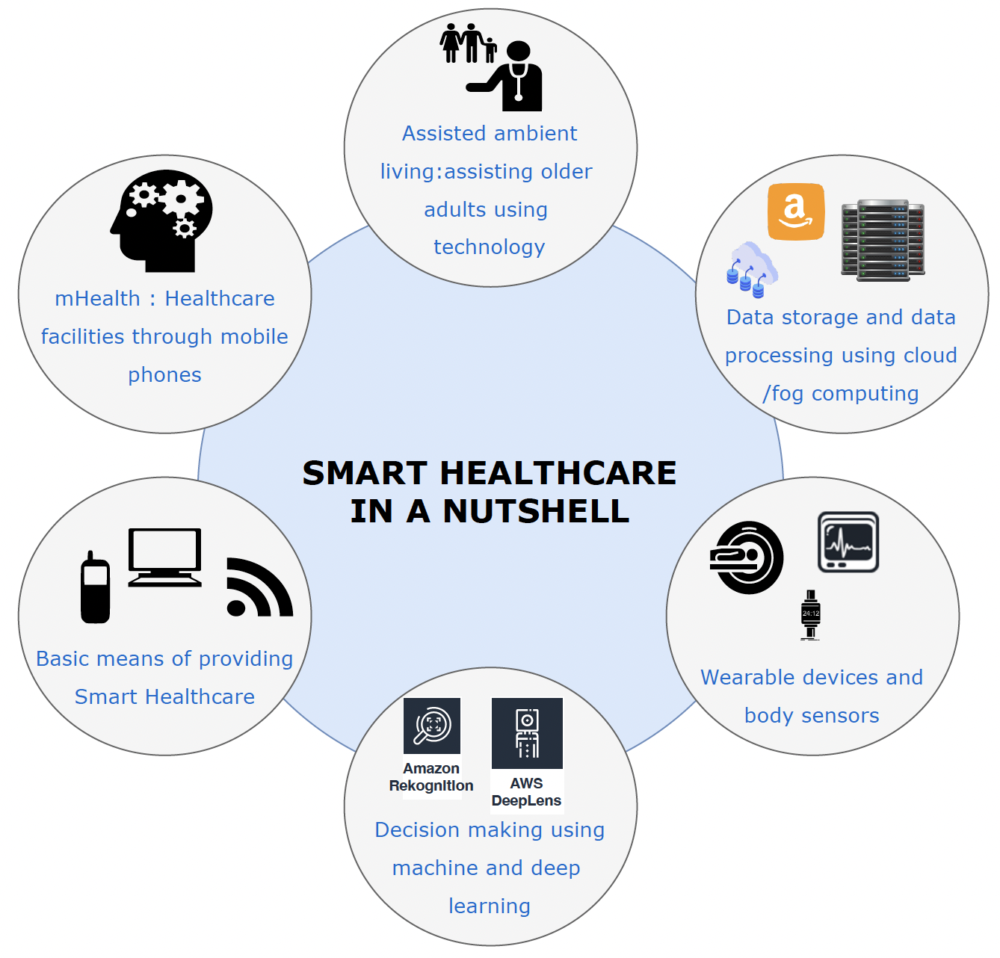 Assisted ambient
living:assisting older
adults using
technology
a
Data storage and data
processing using cloud
/fog computing
mHealth : Healthcare
facilities through mobile
phones
SMART HEALTHCARE
IN A NUTSHELL
24:12
Wearable devices and
body sensors
Basic means of providing
Smart Healthcare
Amazon
Rekognition
AWS
DeepLens
Decision making using
machine and deep
learning